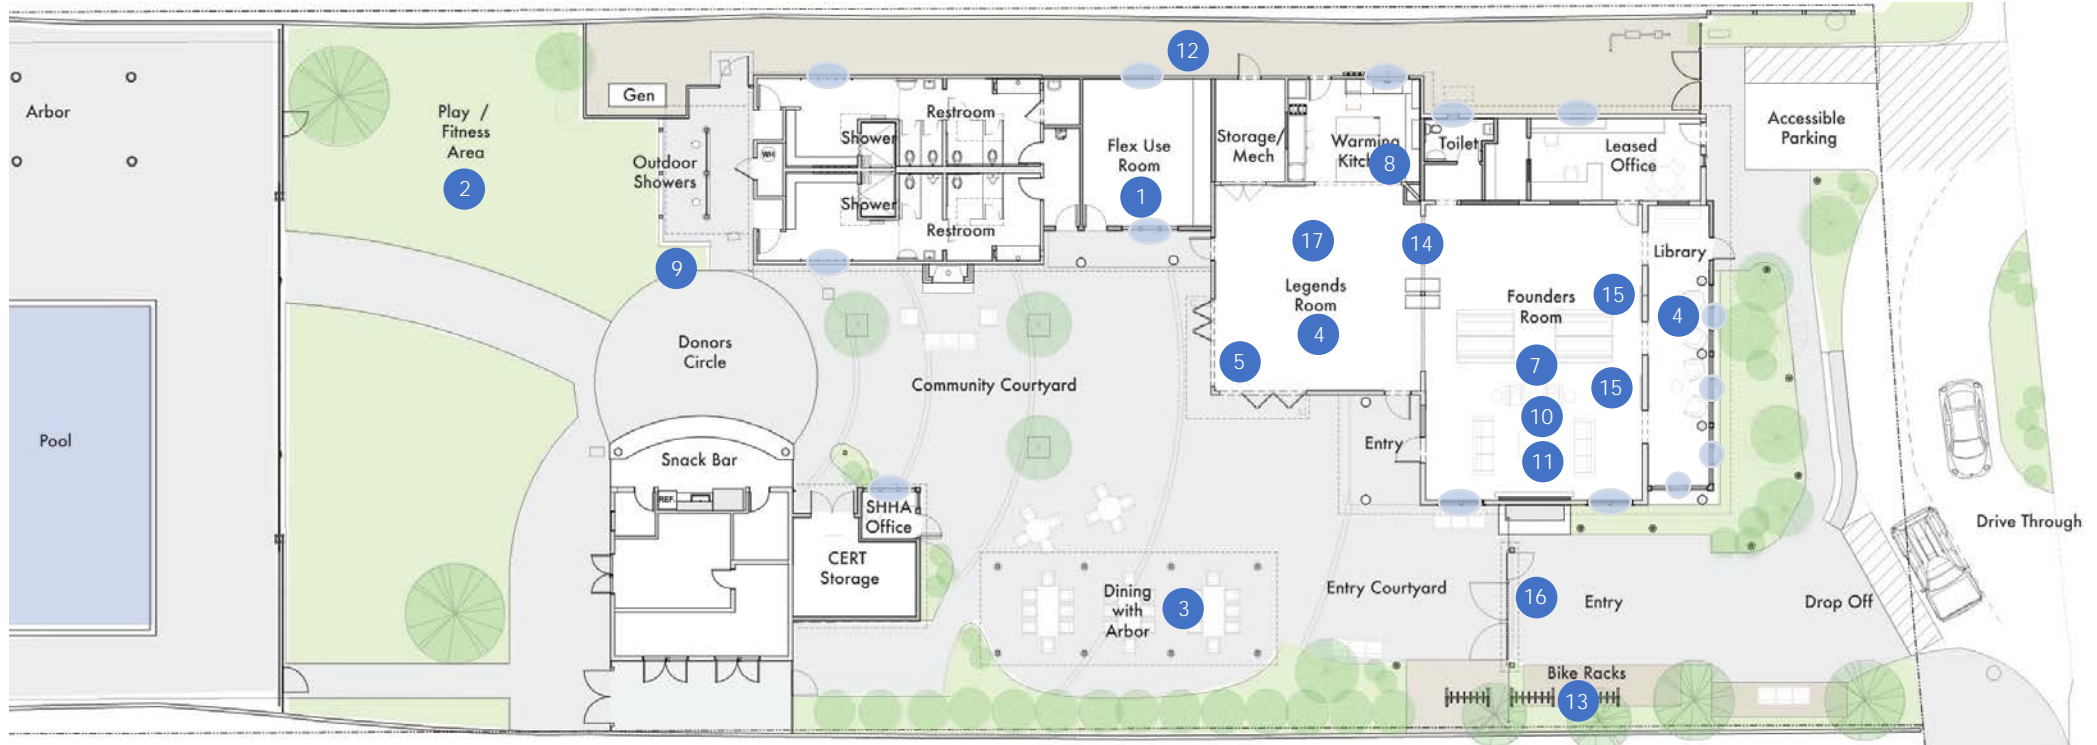 Arbor
Pool
Play /
Fitness
Area
2
Gen
Outdoor
Showers
9
WH
Shower
Shower
Restroom
Restroom
12
Flex Use
Room
1
Storage/
Mech
Warming
Kitch
8
Toilet
Leased
Office
Accessible
Parking
17
Legends
Room
4
5
14
Founders
Room
15
7
15
10
11
Library
4
Donors
Circle
Community Courtyard
Snack Bar
REF.
SHHA
Office
CERT
Storage
Dining
with
Arbor
3
Entry
Entry Courtyard
16
Entry
Drop Off
Drive Through
Bike Racks
13